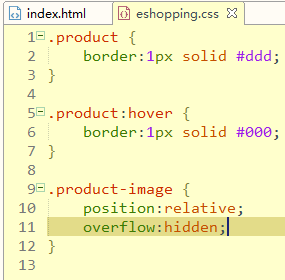 index.html eshopping.css
1 .product {
2 border:1px solid #ddd;
3 }
4
5 .product:hover {
6 border:1px solid #000;
7 }
8
9 .product-image {
10 position:relative;
11 overflow:hidden;
12 }
13